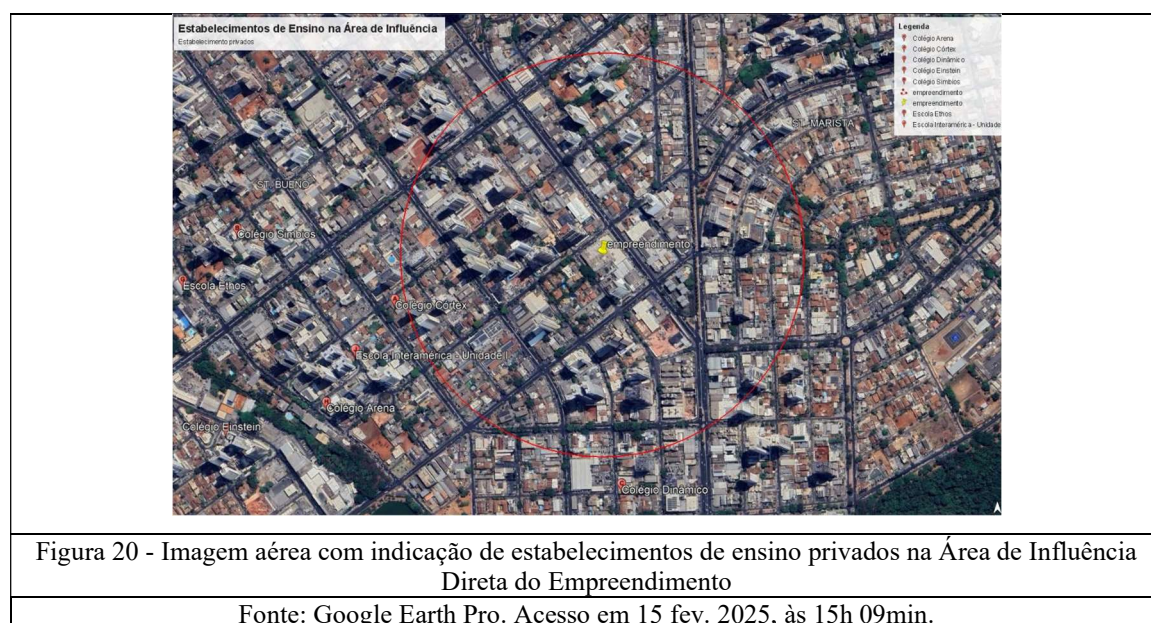 Estabelecimentos de Ensino na Área de Influência
Estabelecimento privados
Legenda
Colégio Arena
Colégio Córtex
Colégio Dinâmico
Colégio Einstein
Colégio Simbios
empreendimento
empreendimento
Escola Ethos
Escola Interamérica - Unidade
ST. MARISTA
ST. BUENO
Colégio Simbios
empreendimento
Escola Ethos
Colégio Córtex
Escola Interamérica - Unidade I
Colégio Arena
Colégio Einstein
Colégio Dinâmico
Figura 20 - Imagem aérea com indicação de estabelecimentos de ensino privados na Área de Influência
Direta do Empreendimento
Fonte: Google Earth Pro. Acesso em 15 fev. 2025, às 15h 09min.